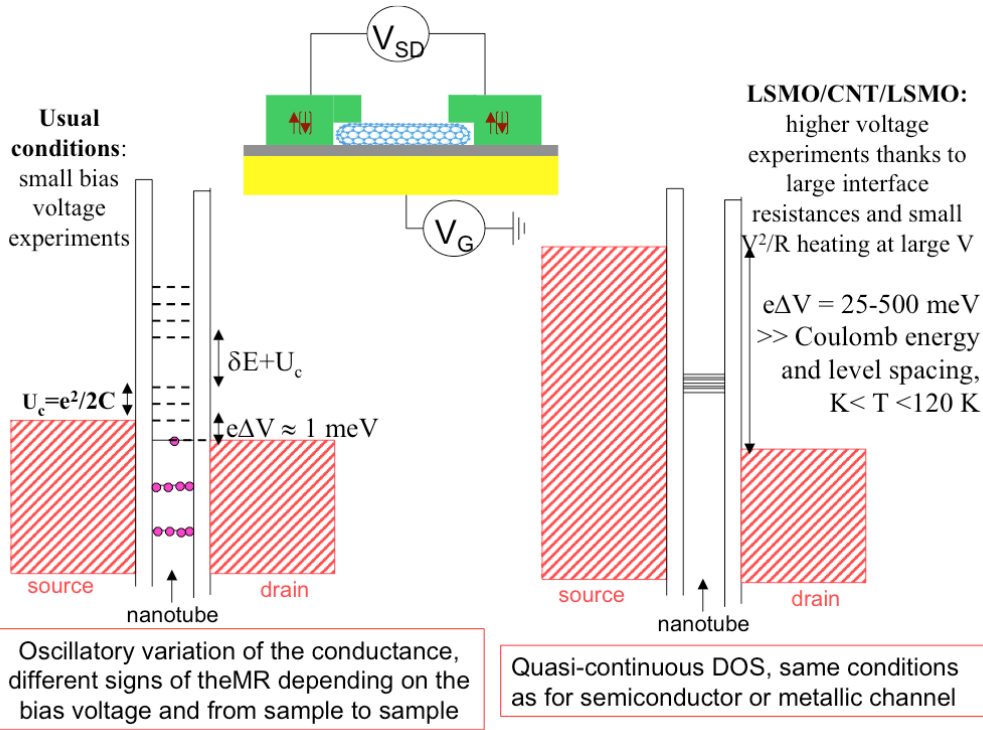 V_SD
Usual
conditions:
small bias
voltage
experiments
LSMO/CNT/LSMO:
higher voltage
experiments thanks to
large interface
resistances and small
V²/R heating at large V
V_G
eΔV = 25-500 meV
>> Coulomb energy
and level spacing,
K< T <120 K
δE+U_c
U_c=e²/2C
eΔV ≈ 1 meV
source
drain
nanotube
source
drain
nanotube
Oscillatory variation of the conductance,
different signs of theMR depending on the
bias voltage and from sample to sample
Quasi-continuous DOS, same conditions
as for semiconductor or metallic channel